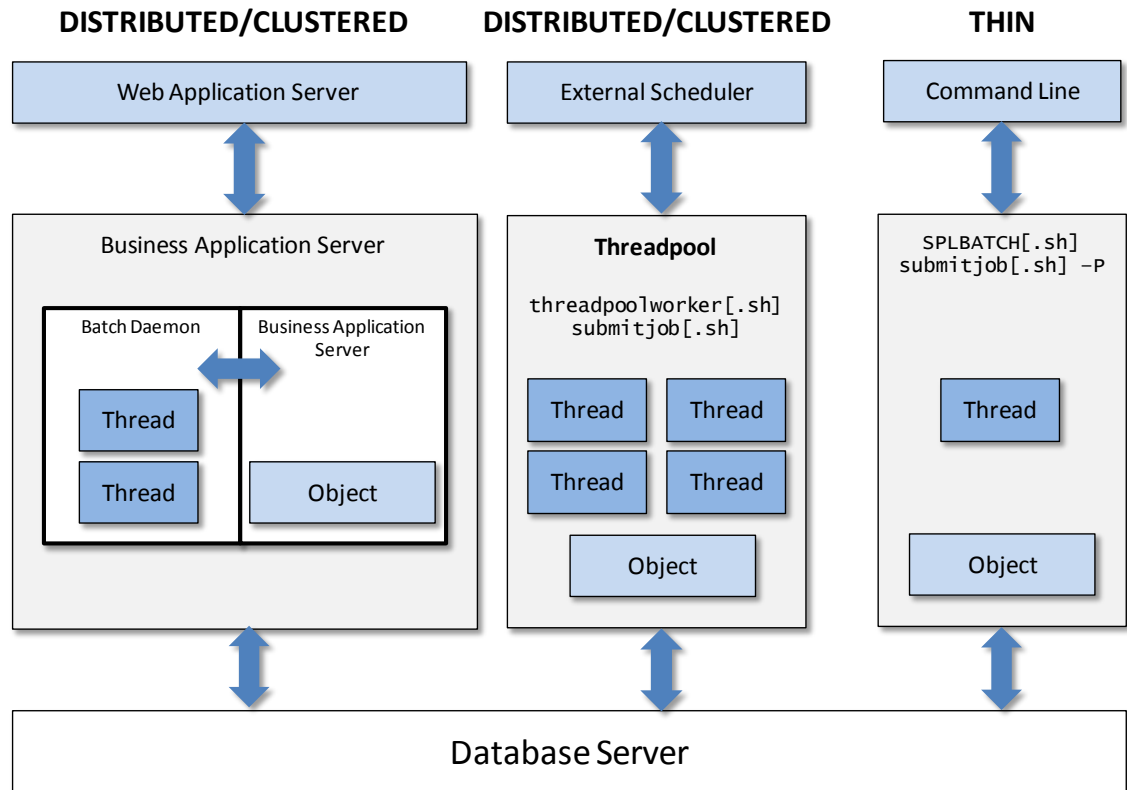 DISTRIBUTED/CLUSTERED
DISTRIBUTED/CLUSTERED
THIN
Web Application Server
External Scheduler
Command Line
Business Application Server
Batch Daemon
Business Application
Server
Thread
Thread
Object
Threadpool
threadpoolworker[.sh]
submitjob[.sh]
Thread
Thread
Thread
Thread
Object
SPLBATCH[.sh]
submitjob[.sh] –P
Thread
Object
Database Server